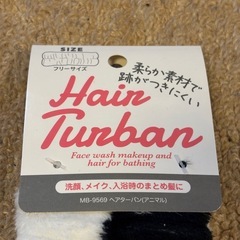 SIZE
フリーサイズ
柔らか素材で
跡がつきにくい
Hair
Turban
Face wash makeup and
hair for bathing
洗顔、メイク、入浴時のまとめ髪に
MB-9569 ヘアターバン(アニマル)